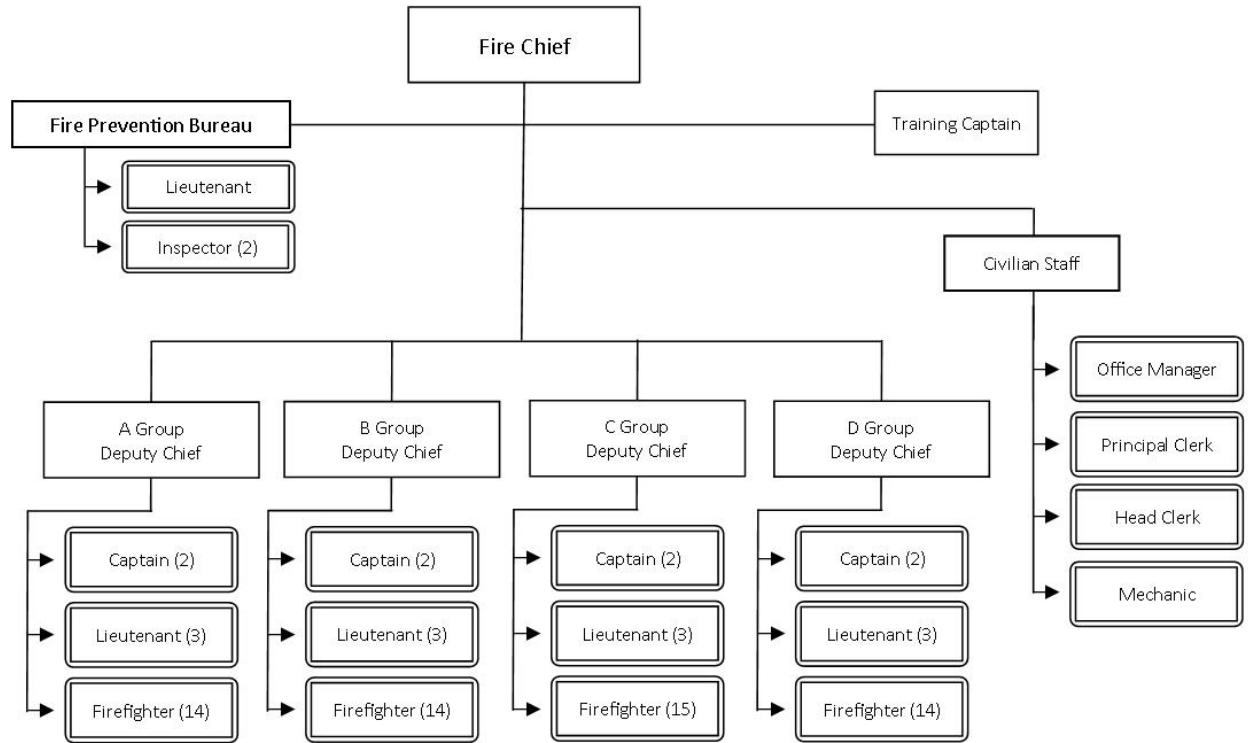 Fire Chief
Fire Prevention Bureau
Training Captain
Lieutenant
Inspector (2)
Civilian Staff
Office Manager
Principal Clerk
Head Clerk
Mechanic
A Group
Deputy Chief
B Group
Deputy Chief
C Group
Deputy Chief
D Group
Deputy Chief
Captain (2)
Lieutenant (3)
Firefighter (14)
Captain (2)
Lieutenant (3)
Firefighter (14)
Captain (2)
Lieutenant (3)
Firefighter (15)
Captain (2)
Lieutenant (3)
Firefighter (14)